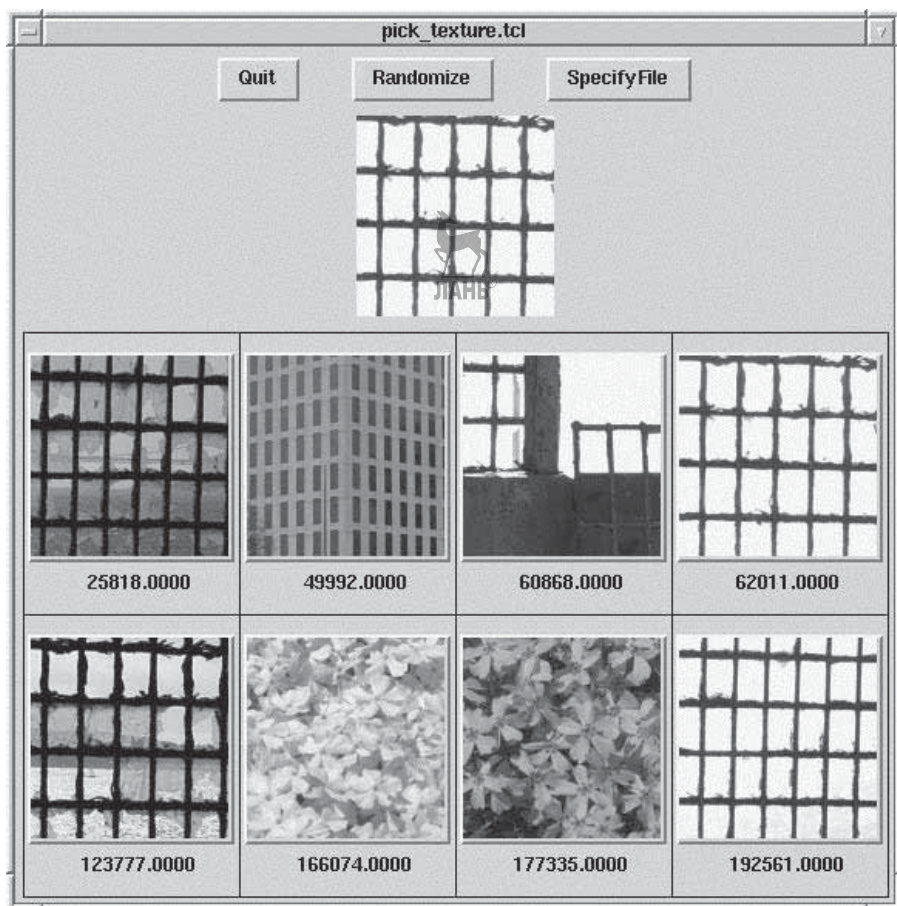 pick_texture.tcl
Quit Randomize SpecifyFile
ЛАНЬ
25818.0000 49992.0000 60868.0000 62011.0000
123777.0000 166074.0000 177335.0000 192561.0000